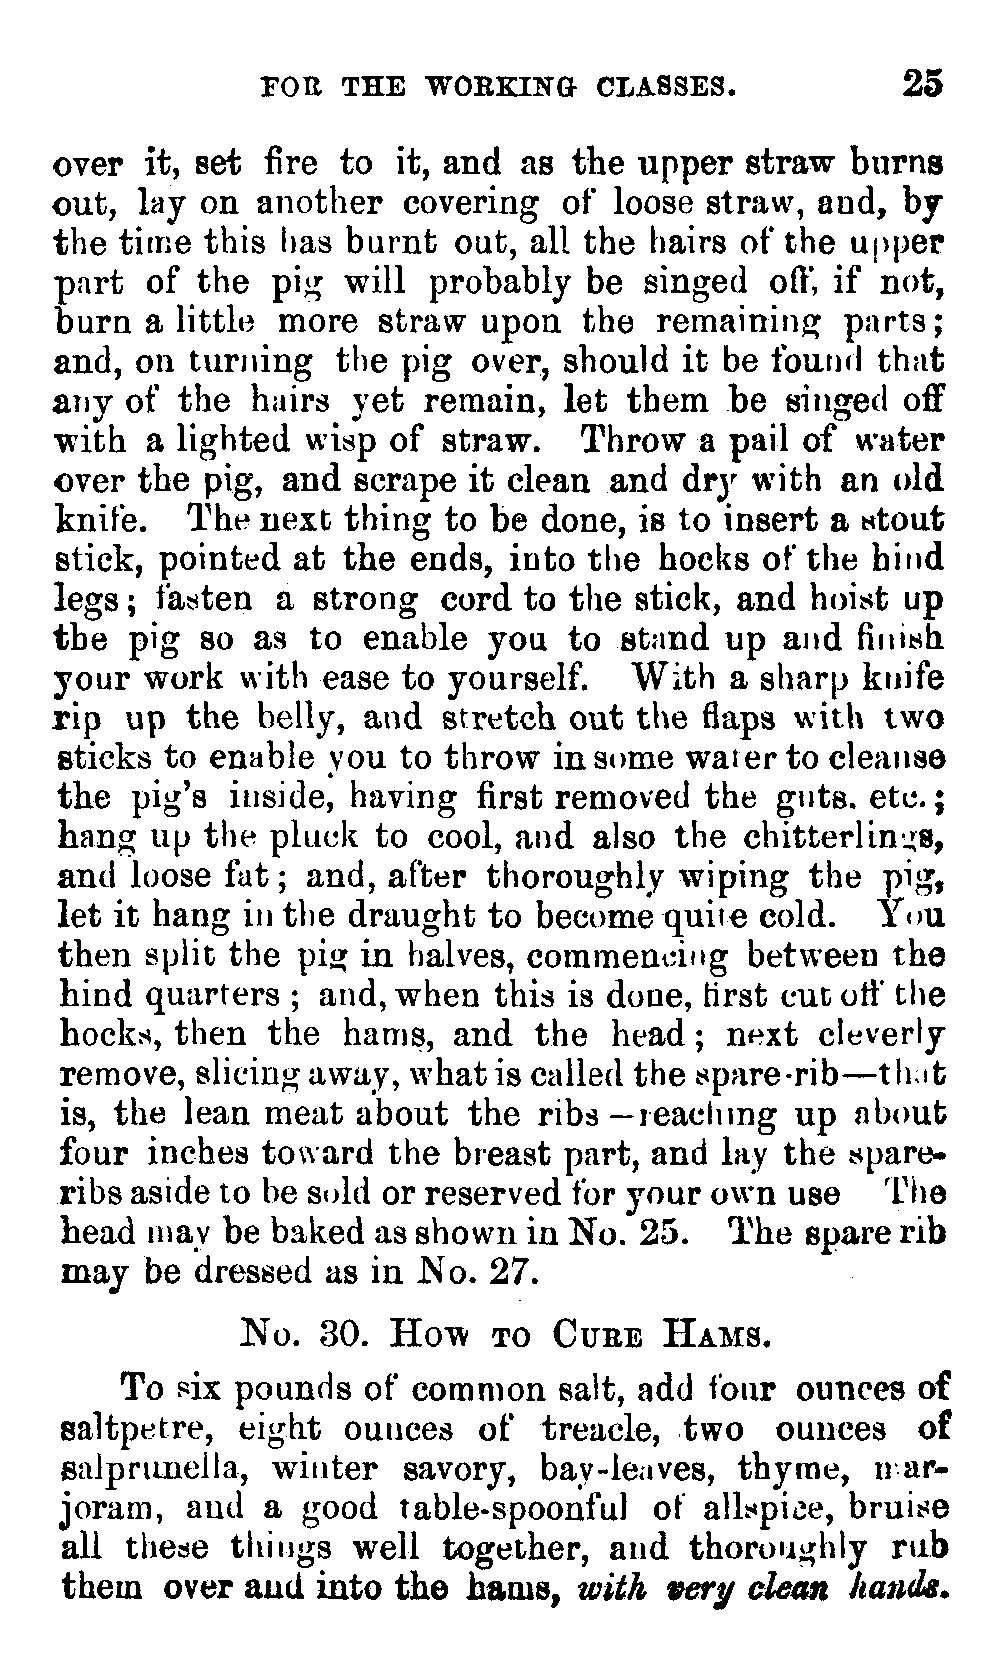 FOR THE WORKING CLASSES. 25
over it, set fire to it, and as the upper straw burns
out, lay on another covering of loose straw, and, by
the time this has burnt out, all the hairs of the upper
part of the pig will probably be singed off, if not,
burn a little more straw upon the remaining parts;
and, on turning the pig over, should it be found that
any of the hairs yet remain, let them be singed off
with a lighted wisp of straw. Throw a pail of water
over the pig, and scrape it clean and dry with an old
knife. The next thing to be done, is to insert a stout
stick, pointed at the ends, into the hocks of the hind
legs; fasten a strong cord to the stick, and hoist up
the pig so as to enable you to stand up and finish
your work with ease to yourself. With a sharp knife
rip up the belly, and stretch out the flaps with two
sticks to enable you to throw in some water to cleanse
the pig's inside, having first removed the guts. etc.;
hang up the pluck to cool, and also the chitterlings,
and loose fat; and, after thoroughly wiping the pig,
let it hang in the draught to become quite cold. You
then split the pig in halves, commencing between the
hind quarters; and, when this is done, first cut off the
hocks, then the hams, and the head; next cleverly
remove, slicing away, what is called the spare-rib—that
is, the lean meat about the ribs—reaching up about
four inches toward the breast part, and lay the spare-
ribs aside to be sold or reserved for your own use The
head may be baked as shown in No. 25. The spare rib
may be dressed as in No. 27.
No. 30. How to Cure Hams.
To six pounds of common salt, add four ounces of
saltpetre, eight ounces of treacle, two ounces of
salprunella, winter savory, bay-leaves, thyme, mar-
joram, and a good table-spoonful of allspice, bruise
all these things well together, and thoroughly rub
them over and into the hams, with very clean hands.